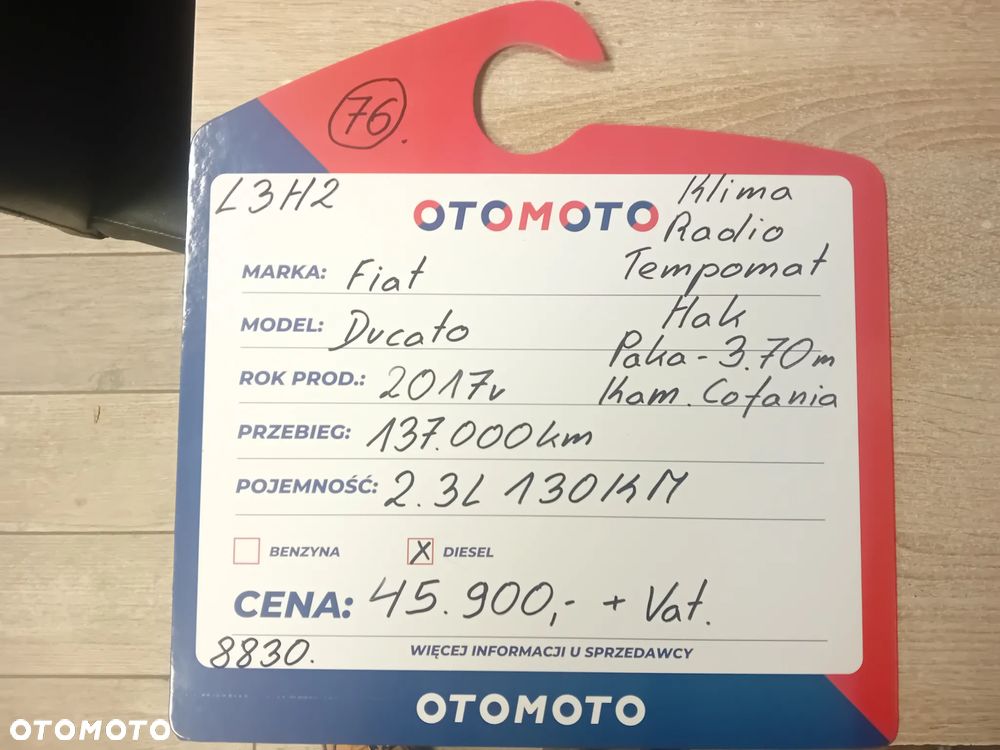 76.
L3H2
OTOMOTO
Klima
Radio
Tempomat
Hak
Paka - 3.70m
Kam. Cofania
MARKA: Fiat
MODEL: Ducato
ROK PROD.: 2017r
PRZEBIEG: 137.000km
POJEMNOŚĆ: 2.3L 130KM
BENZYNA X DIESEL
CENA: 45.900,- + Vat.
8830. WIĘCEJ INFORMACJI U SPRZEDAWCY
OTOMOTO
OTOMOTO